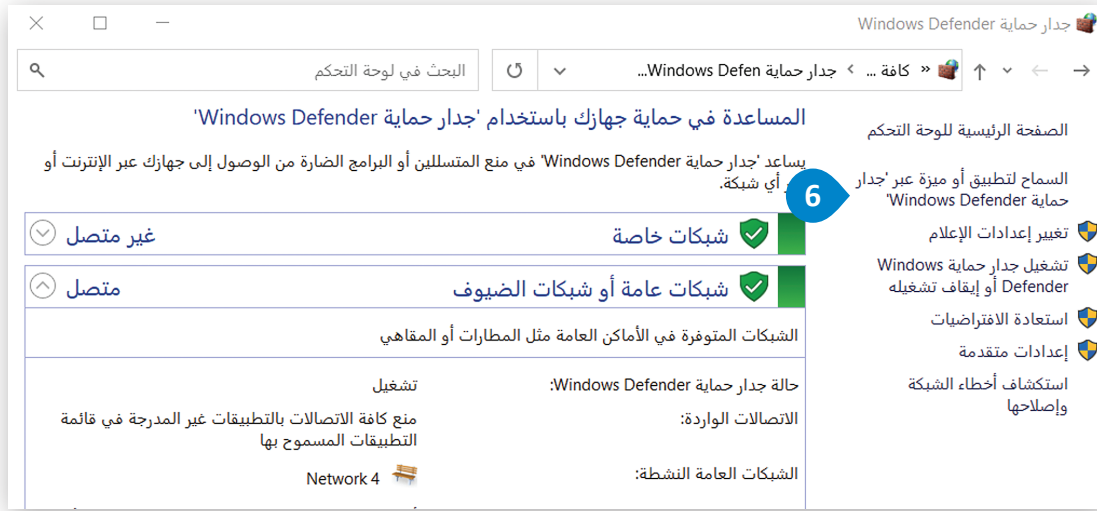 جدار حماية Windows Defender
كافة ... جدار حماية Windows Defen...
البحث في لوحة التحكم
الصفحة الرئيسية للوحة التحكم
السماح لتطبيق أو ميزة عبر 'جدار
حماية Windows Defender'
تغيير إعدادات الإعلام
تشغيل جدار حماية Windows
Defender أو إيقاف تشغيله
استعادة الافتراضيات
إعدادات متقدمة
استكشاف أخطاء الشبكة
وإصلاحها
6
المساعدة في حماية جهازك باستخدام 'جدار حماية Windows Defender'
يساعد 'جدار حماية Windows Defender' في منع المتسللين أو البرامج الضارة من الوصول إلى جهازك عبر الإنترنت أو
أي شبكة.
شبكات خاصة
غير متصل
شبكات عامة أو شبكات الضيوف
متصل
الشبكات المتوفرة في الأماكن العامة مثل المطارات أو المقاهي
حالة جدار حماية Windows Defender:
تشغيل
الاتصالات الواردة:
منع كافة الاتصالات بالتطبيقات غير المدرجة في قائمة
التطبيقات المسموح بها
الشبكات العامة النشطة:
Network 4